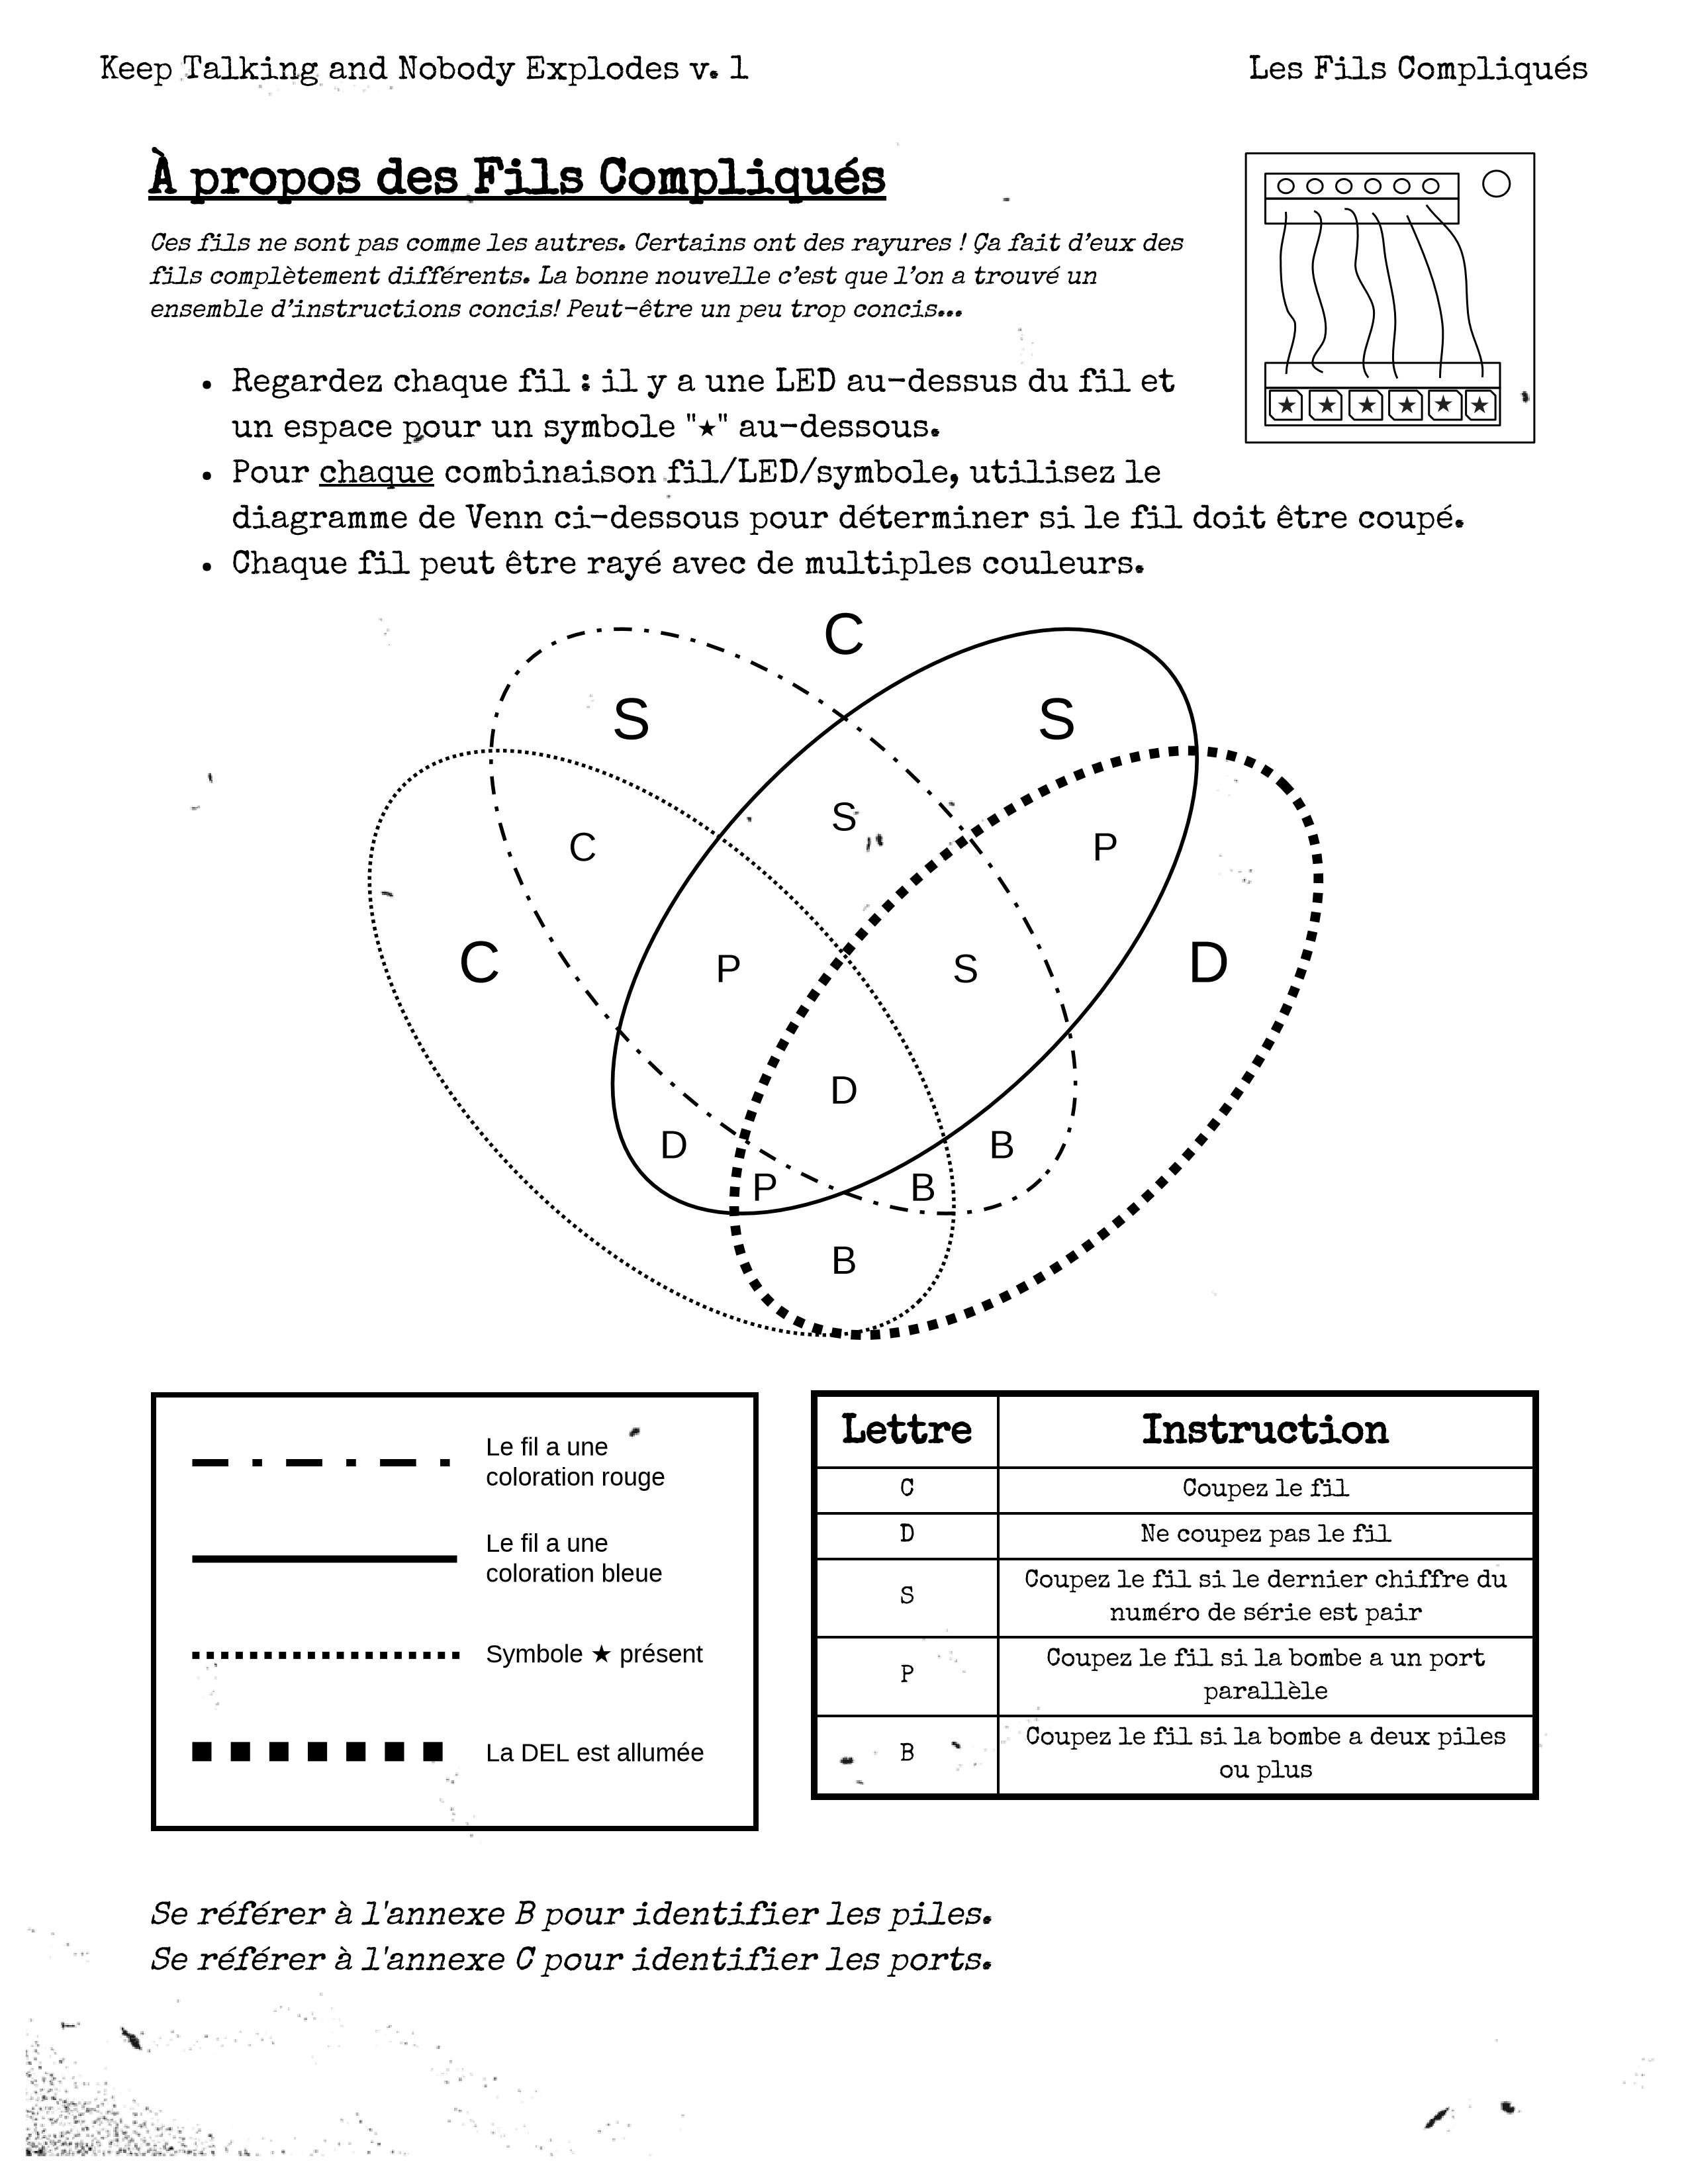 Keep Talking and Nobody Explodes v. 1
Les Fils Compliqués
À propos des Fils Compliqués
Ces fils ne sont pas comme les autres. Certains ont des rayures ! Ça fait d’eux des
fils complètement différents. La bonne nouvelle c’est que l’on a trouvé un
ensemble d’instructions concis! Peut-être un peu trop concis...
• Regardez chaque fil : il y a une LED au-dessus du fil et
un espace pour un symbole "★" au-dessous.
• Pour chaque combinaison fil/LED/symbole, utilisez le
diagramme de Venn ci-dessous pour déterminer si le fil doit être coupé.
• Chaque fil peut être rayé avec de multiples couleurs.
C
S S
S
C P
C P S D
D
D B
P B
B
Le fil a une
coloration rouge
Le fil a une
coloration bleue
Symbole ★ présent
La DEL est allumée
Lettre Instruction
C Coupez le fil
D Ne coupez pas le fil
S Coupez le fil si le dernier chiffre du
numéro de série est pair
P Coupez le fil si la bombe a un port
parallèle
B Coupez le fil si la bombe a deux piles
ou plus
Se référer à l'annexe B pour identifier les piles.
Se référer à l'annexe C pour identifier les ports.